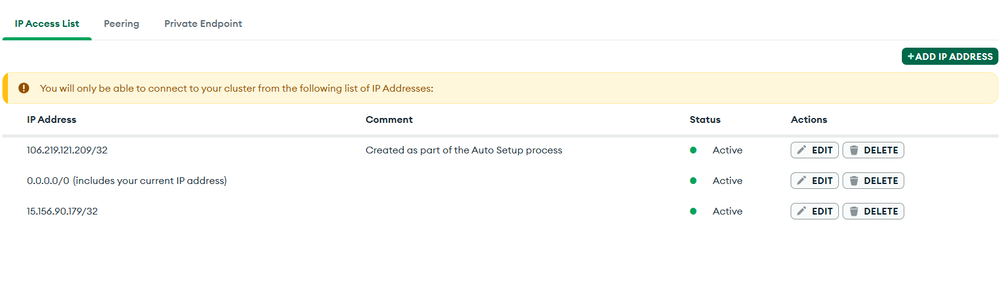 IP Access List Peering Private Endpoint
+ADD IP ADDRESS
You will only be able to connect to your cluster from the following list of IP Addresses:
IP Address Comment Status Actions
106.219.121.209/32 Created as part of the Auto Setup process Active EDIT DELETE
0.0.0.0/0 (includes your current IP address) Active EDIT DELETE
15.156.90.179/32 Active EDIT DELETE